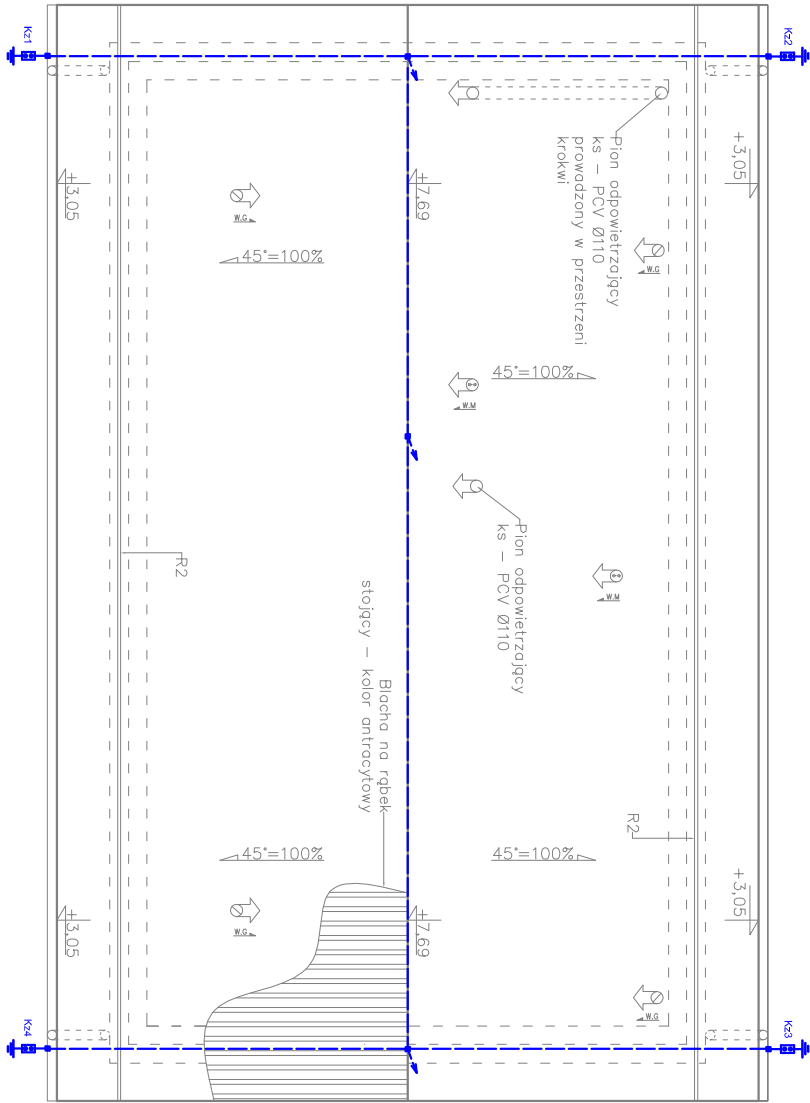 Kz1
Kz2
+3,05
+7,69
+3,05
Pion odpowietrzający
ks – PCV Ø110
prowadzony w przestrzeni
krokwi
W.G
W.G
45°=100%
45°=100%
W.M
Pion odpowietrzający
ks – PCV Ø110
W.M
R2
Blacha na rąbek
stojący – kolor antracytowy
R2
45°=100%
45°=100%
+3,05
+7,69
+3,05
W.G
W.G
Kz4
Kz3